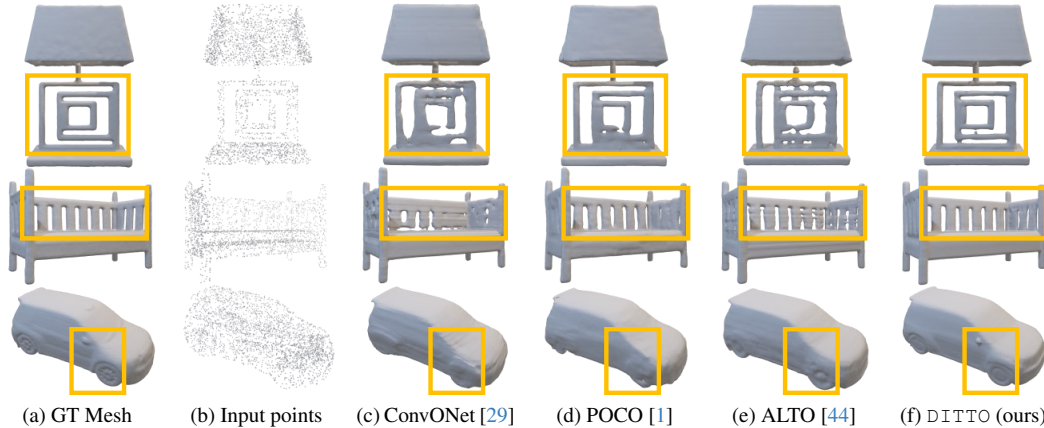 (a) GT Mesh (b) Input points (c) ConvONet [29] (d) POCO [1] (e) ALTO [44] (f) DITTO (ours)